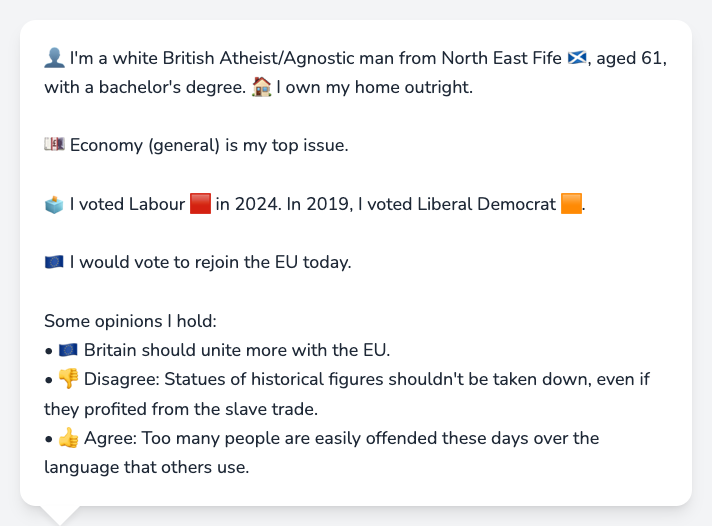 👤 I'm a white British Atheist/Agnostic man from North East Fife 🏴󠁧󠁢󠁳󠁣󠁴󠁿, aged 61,
with a bachelor's degree. 🏠 I own my home outright.
💷 Economy (general) is my top issue.
🗳️ I voted Labour 🟥 in 2024. In 2019, I voted Liberal Democrat 🟧.
🇪🇺 I would vote to rejoin the EU today.
Some opinions I hold:
• 🇪🇺 Britain should unite more with the EU.
• 👎 Disagree: Statues of historical figures shouldn't be taken down, even if
they profited from the slave trade.
• 👍 Agree: Too many people are easily offended these days over the
language that others use.